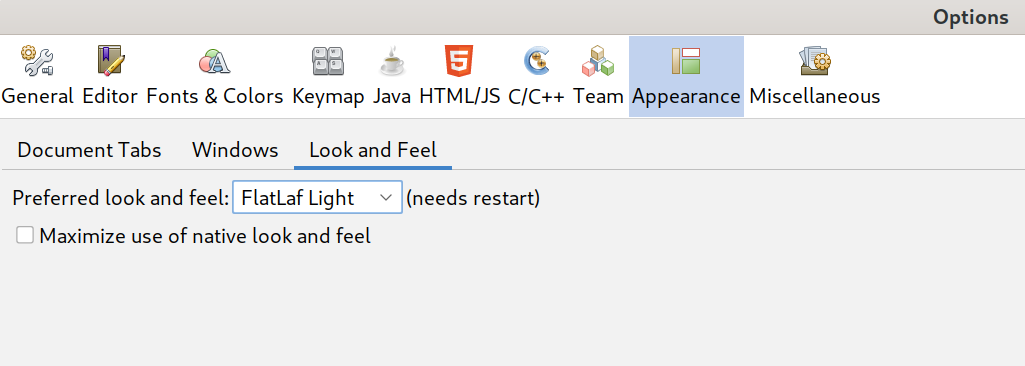 Options
General Editor Fonts & Colors Keymap Java HTML/JS C/C++ Team Appearance Miscellaneous
Document Tabs Windows Look and Feel
Preferred look and feel: FlatLaf Light (needs restart)
Maximize use of native look and feel